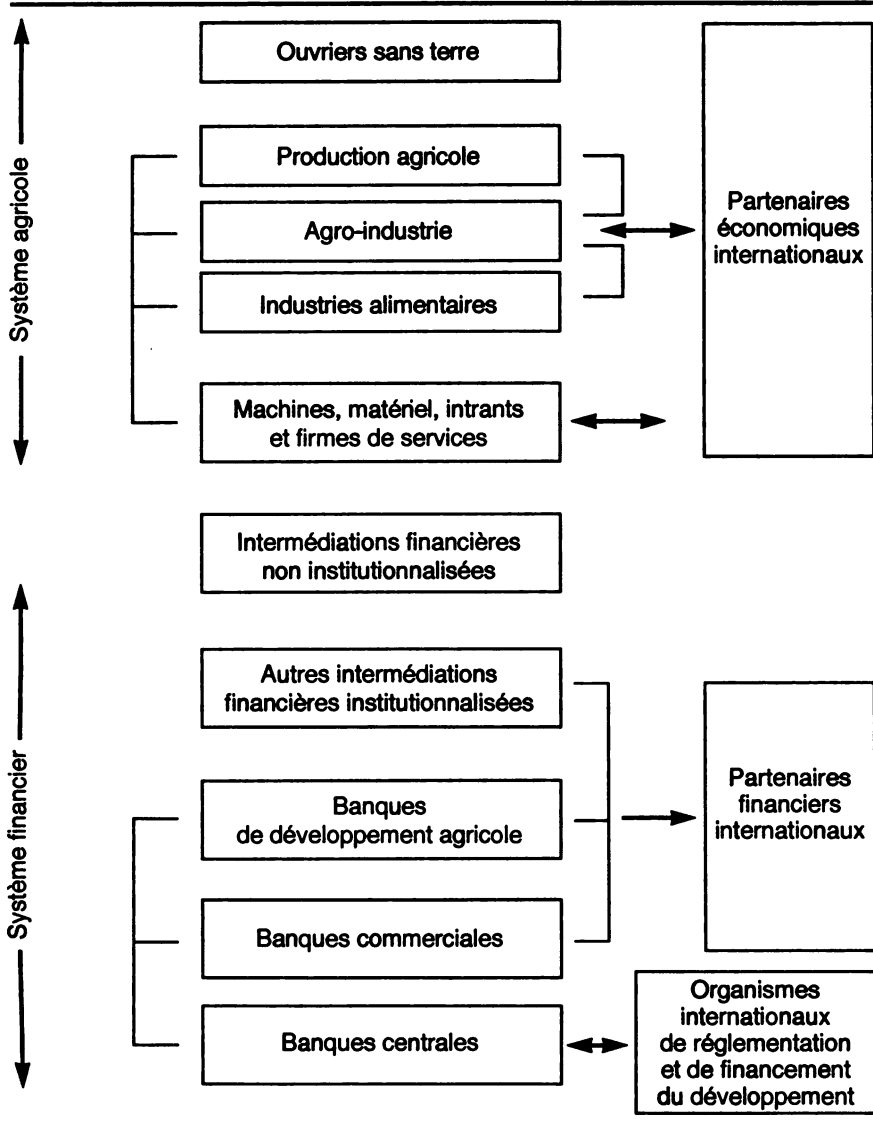 Système agricole
Ouvriers sans terre
Production agricole
Agro-industrie
Industries alimentaires
Machines, matériel, intrants
et firmes de services
Partenaires
économiques
internationaux
Système financier
Intermédiations financières
non institutionnalisées
Autres intermédiations
financières institutionnalisées
Banques
de développement agricole
Banques commerciales
Banques centrales
Partenaires
financiers
internationaux
Organismes
internationaux
de réglementation
et de financement
du développement